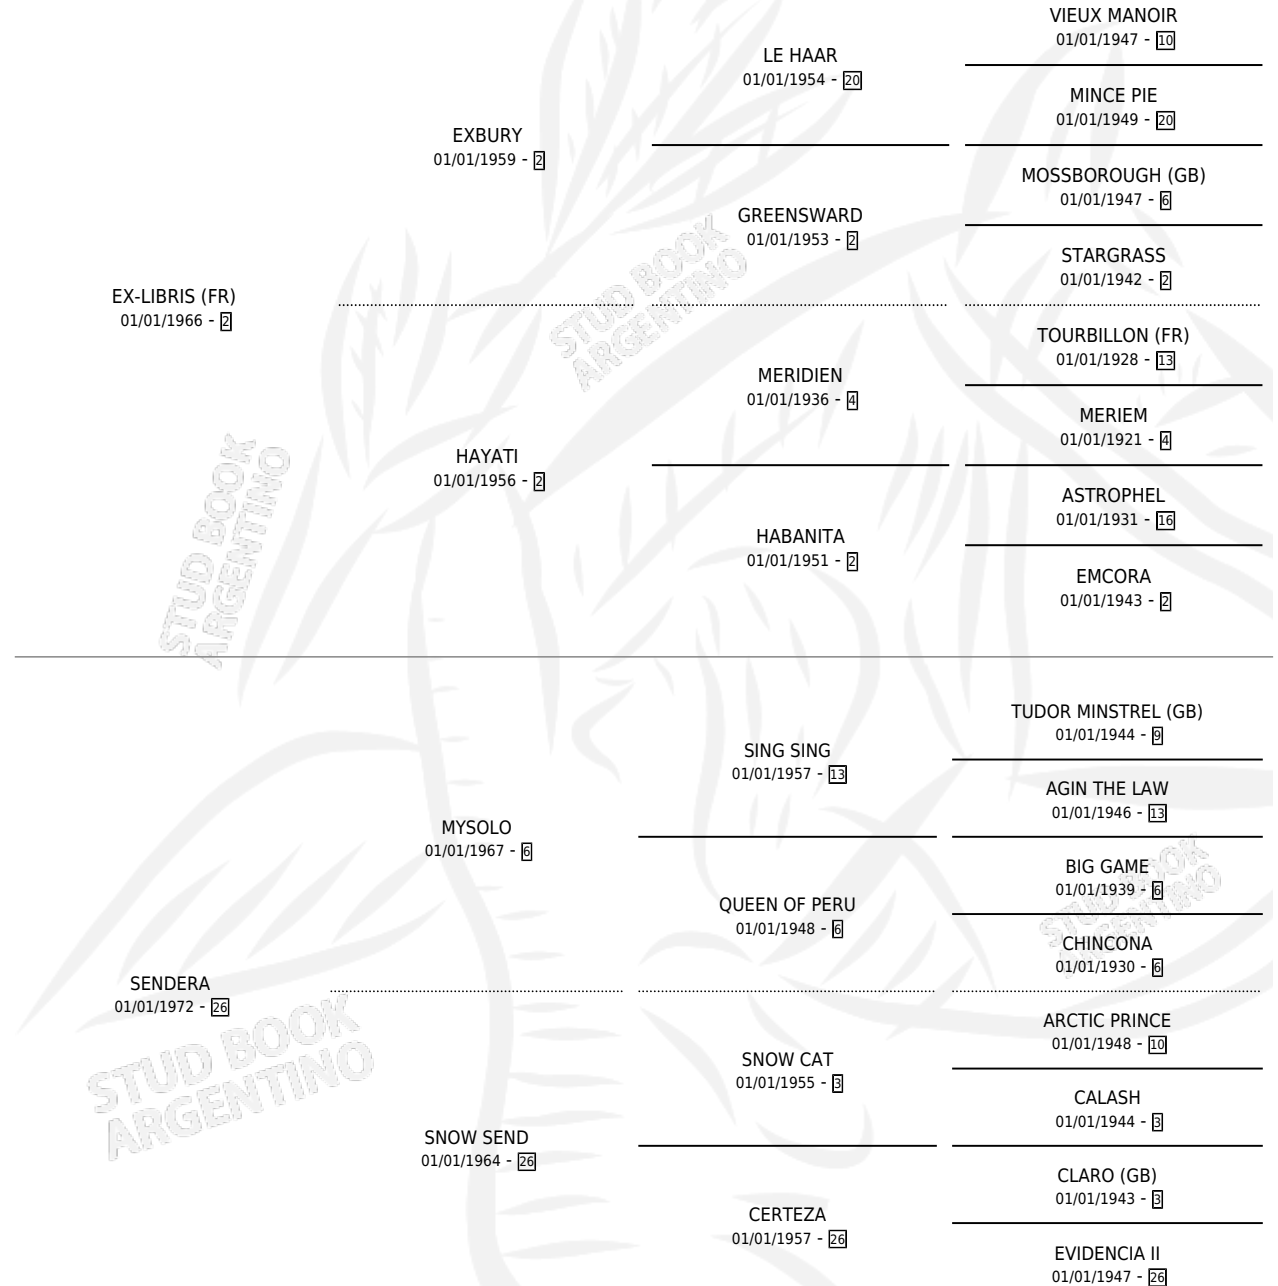 EX-LIBRIS (FR)
01/01/1966 - 2
EXBURY
01/01/1959 - 2
HAYATI
01/01/1956 - 2
LE HAAR
01/01/1954 - 20
GREENSWARD
01/01/1953 - 2
MERIDIEN
01/01/1936 - 4
HABANITA
01/01/1951 - 2
VIEUX MANOIR
01/01/1947 - 10
MINCE PIE
01/01/1949 - 20
MOSSBOROUGH (GB)
01/01/1947 - 6
STARGRASS
01/01/1942 - 2
TOURBILLON (FR)
01/01/1928 - 13
MERIEM
01/01/1921 - 4
ASTROPHEL
01/01/1931 - 16
EMCORA
01/01/1943 - 2
STUD BOOK
ARGENTINO
STUD BOOK
ARGENTINO
SENDERA
01/01/1972 - 26
MYSOLO
01/01/1967 - 6
SNOW SEND
01/01/1964 - 26
SING SING
01/01/1957 - 13
QUEEN OF PERU
01/01/1948 - 6
SNOW CAT
01/01/1955 - 3
CERTEZA
01/01/1957 - 26
TUDOR MINSTREL (GB)
01/01/1944 - 9
AGIN THE LAW
01/01/1946 - 13
BIG GAME
01/01/1939 - 6
CHINCONA
01/01/1930 - 6
ARCTIC PRINCE
01/01/1948 - 10
CALASH
01/01/1944 - 3
CLARO (GB)
01/01/1943 - 3
EVIDENCIA II
01/01/1947 - 26
STUD BOOK
ARGENTINO
STUD BOOK
ARGENTINO